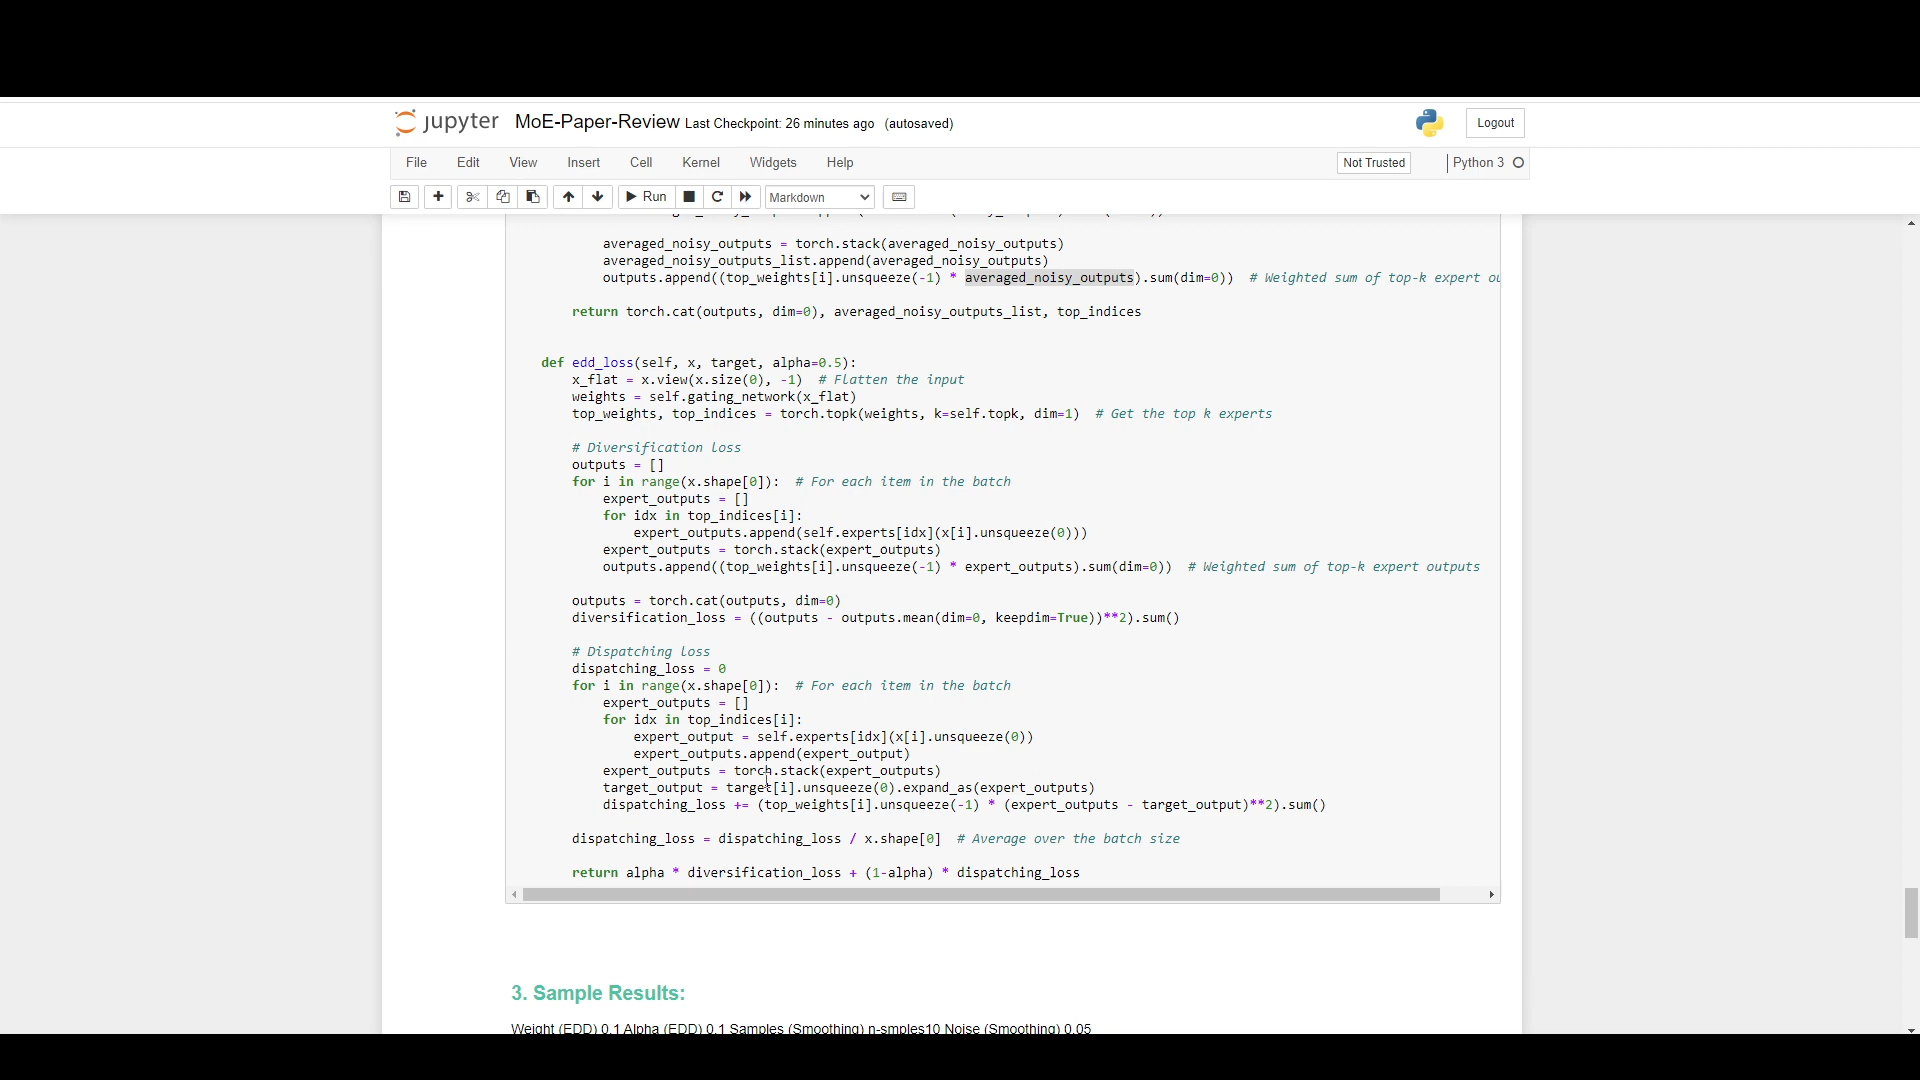 jupyter MoE-Paper-Review Last Checkpoint: 26 minutes ago (autosaved)
Logout
File Edit View Insert Cell Kernel Widgets Help
Not Trusted
Python 3
Run
Markdown
averaged_noisy_outputs = torch.stack(averaged_noisy_outputs)
averaged_noisy_outputs_list.append(averaged_noisy_outputs)
outputs.append((top_weights[i].unsqueeze(-1) * averaged_noisy_outputs).sum(dim=0)) # Weighted sum of top-k expert
return torch.cat(outputs, dim=0), averaged_noisy_outputs_list, top_indices
def edd_loss(self, x, target, alpha=0.5):
x_flat = x.view(x.size(0), -1) # Flatten the input
weights = self.gating_network(x_flat)
top_weights, top_indices = torch.topk(weights, k=self.topk, dim=1) # Get the top k experts
# Diversification loss
outputs = []
for i in range(x.shape[0]): # For each item in the batch
expert_outputs = []
for idx in top_indices[i]:
expert_outputs.append(self.experts[idx](x[i].unsqueeze(0)))
expert_outputs = torch.stack(expert_outputs)
outputs.append((top_weights[i].unsqueeze(-1) * expert_outputs).sum(dim=0)) # Weighted sum of top-k expert outputs
outputs = torch.cat(outputs, dim=0)
diversification_loss = ((outputs - outputs.mean(dim=0, keepdim=True))**2).sum()
# Dispatching loss
dispatching_loss = 0
for i in range(x.shape[0]): # For each item in the batch
expert_outputs = []
for idx in top_indices[i]:
expert_output = self.experts[idx](x[i].unsqueeze(0))
expert_outputs.append(expert_output)
expert_outputs = torch.stack(expert_outputs)
target_output = target[i].unsqueeze(0).expand_as(expert_outputs)
dispatching_loss += (top_weights[i].unsqueeze(-1) * (expert_outputs - target_output)**2).sum()
dispatching_loss = dispatching_loss / x.shape[0] # Average over the batch size
return alpha * diversification_loss + (1-alpha) * dispatching_loss
3. Sample Results:
Weight (EDD) 0.1 Alpha (EDD) 0.1 Samples (Smoothing) n-smples10 Noise (Smoothing) 0.05